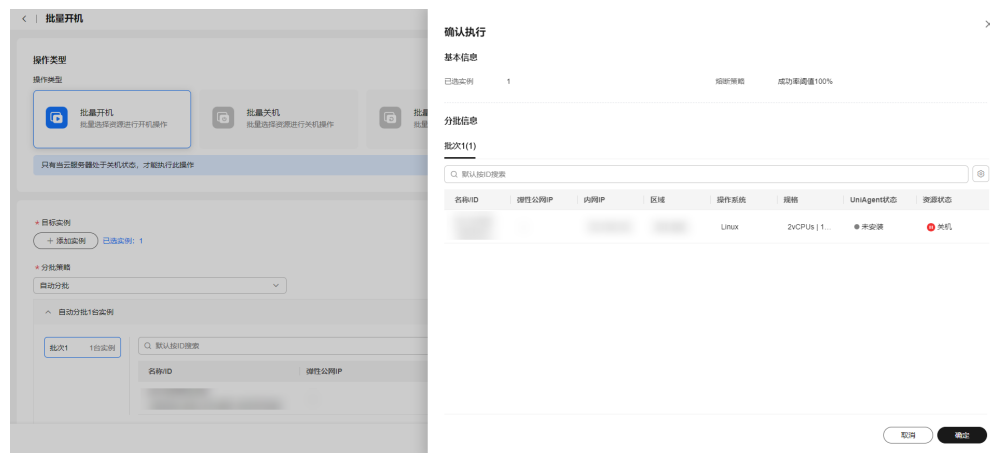 批量开机
操作类型
操作类型
批量开机
批量选择资源进行开机操作
批量关机
批量选择资源进行关机操作
批量
批量
只有当云服务器处于关机状态，才能执行此操作
* 目标实例
+ 添加实例
已选实例：1
* 分批策略
自动分批
自动分批1台实例
批次1 1台实例
默认按ID搜索
名称/ID 弹性公网IP
确认执行
基本信息
已选实例 1 熔断策略 成功率阈值100%
分批信息
批次1(1)
默认按ID搜索
名称/ID 弹性公网IP 内网IP 区域 操作系统 规格 UniAgent状态 资源状态
Linux 2vCPUs | 1... 未安装 关机
取消 确定